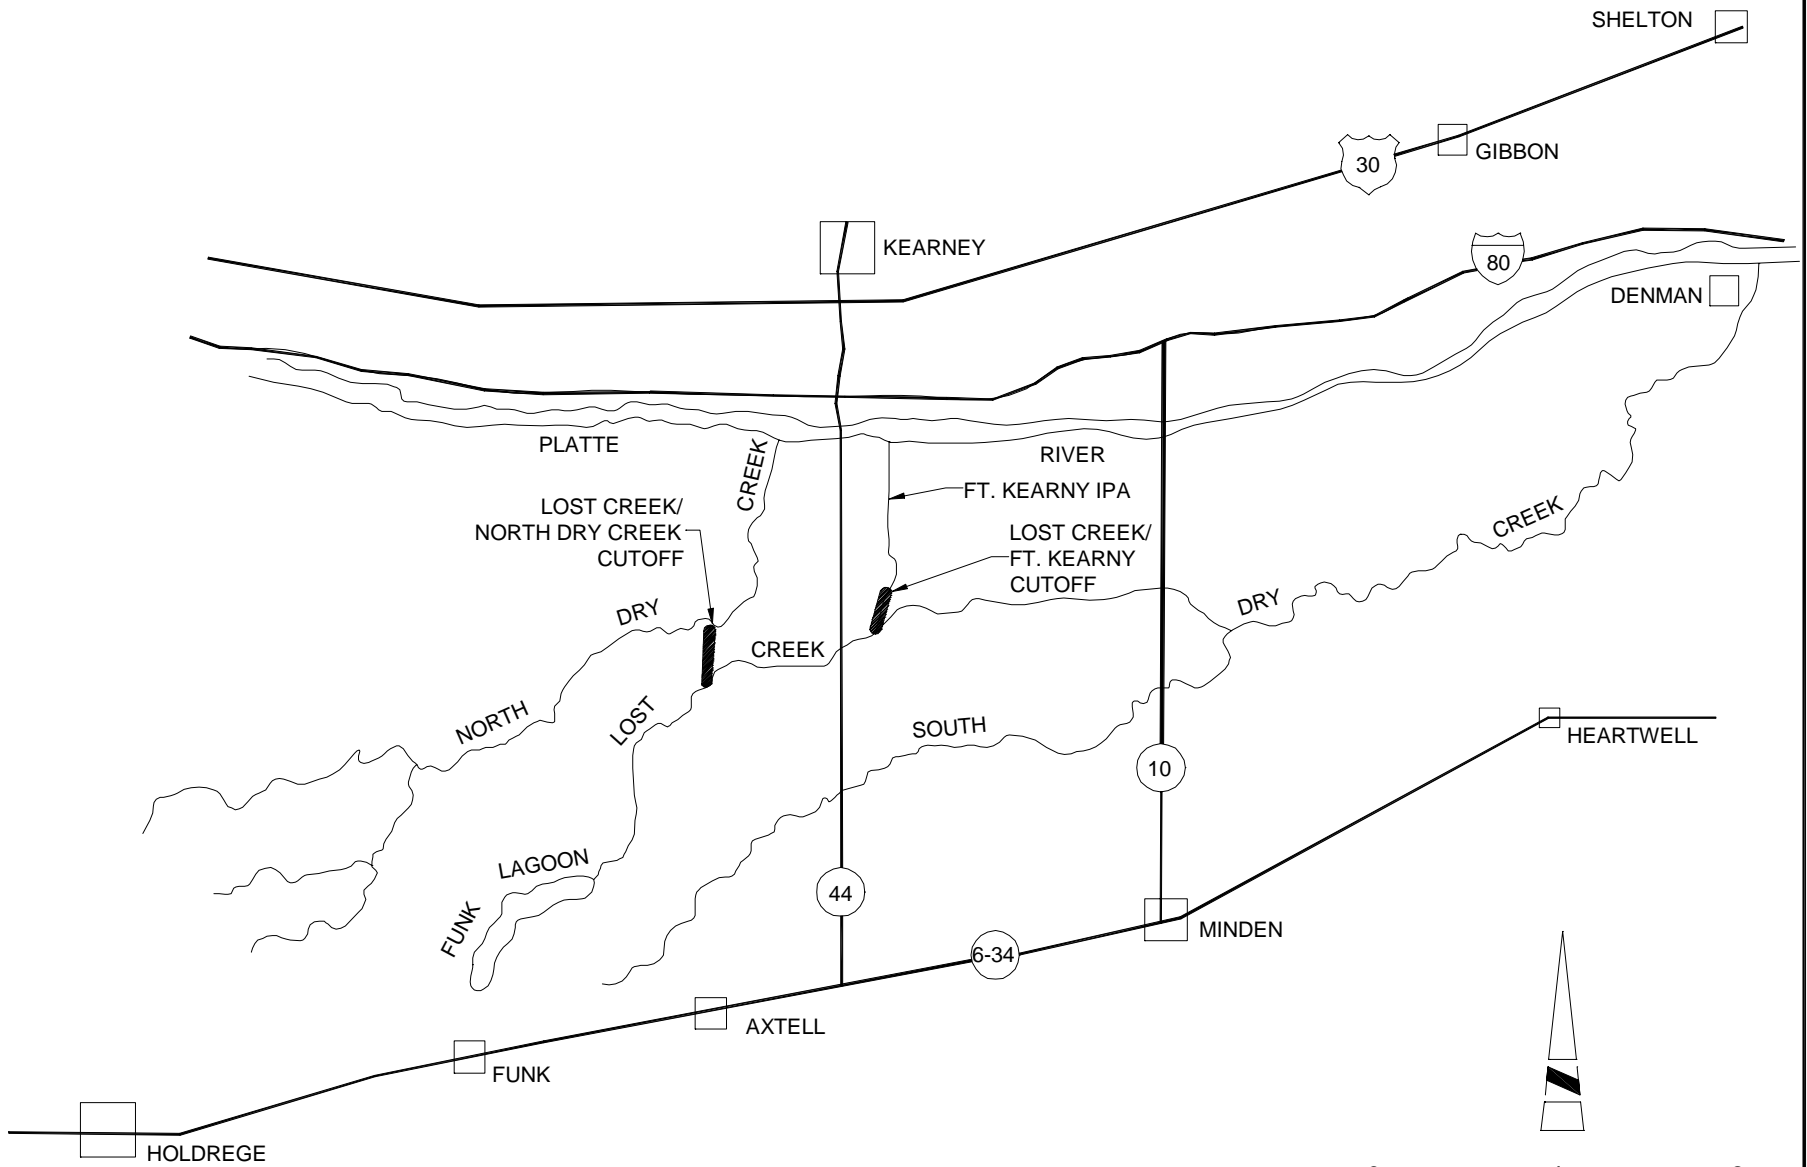 SHELTON
GIBBON
30
KEARNEY
80
DENMAN
PLATTE
RIVER
CREEK
FT. KEARNY IPA
LOST CREEK/
NORTH DRY CREEK
CUTOFF
LOST CREEK/
FT. KEARNY
CUTOFF
CREEK
DRY
DRY
CREEK
NORTH
LOST
SOUTH
HEARTWELL
10
LAGOON
FUNK
44
MINDEN
6-34
AXTELL
FUNK
N
HOLDREGE